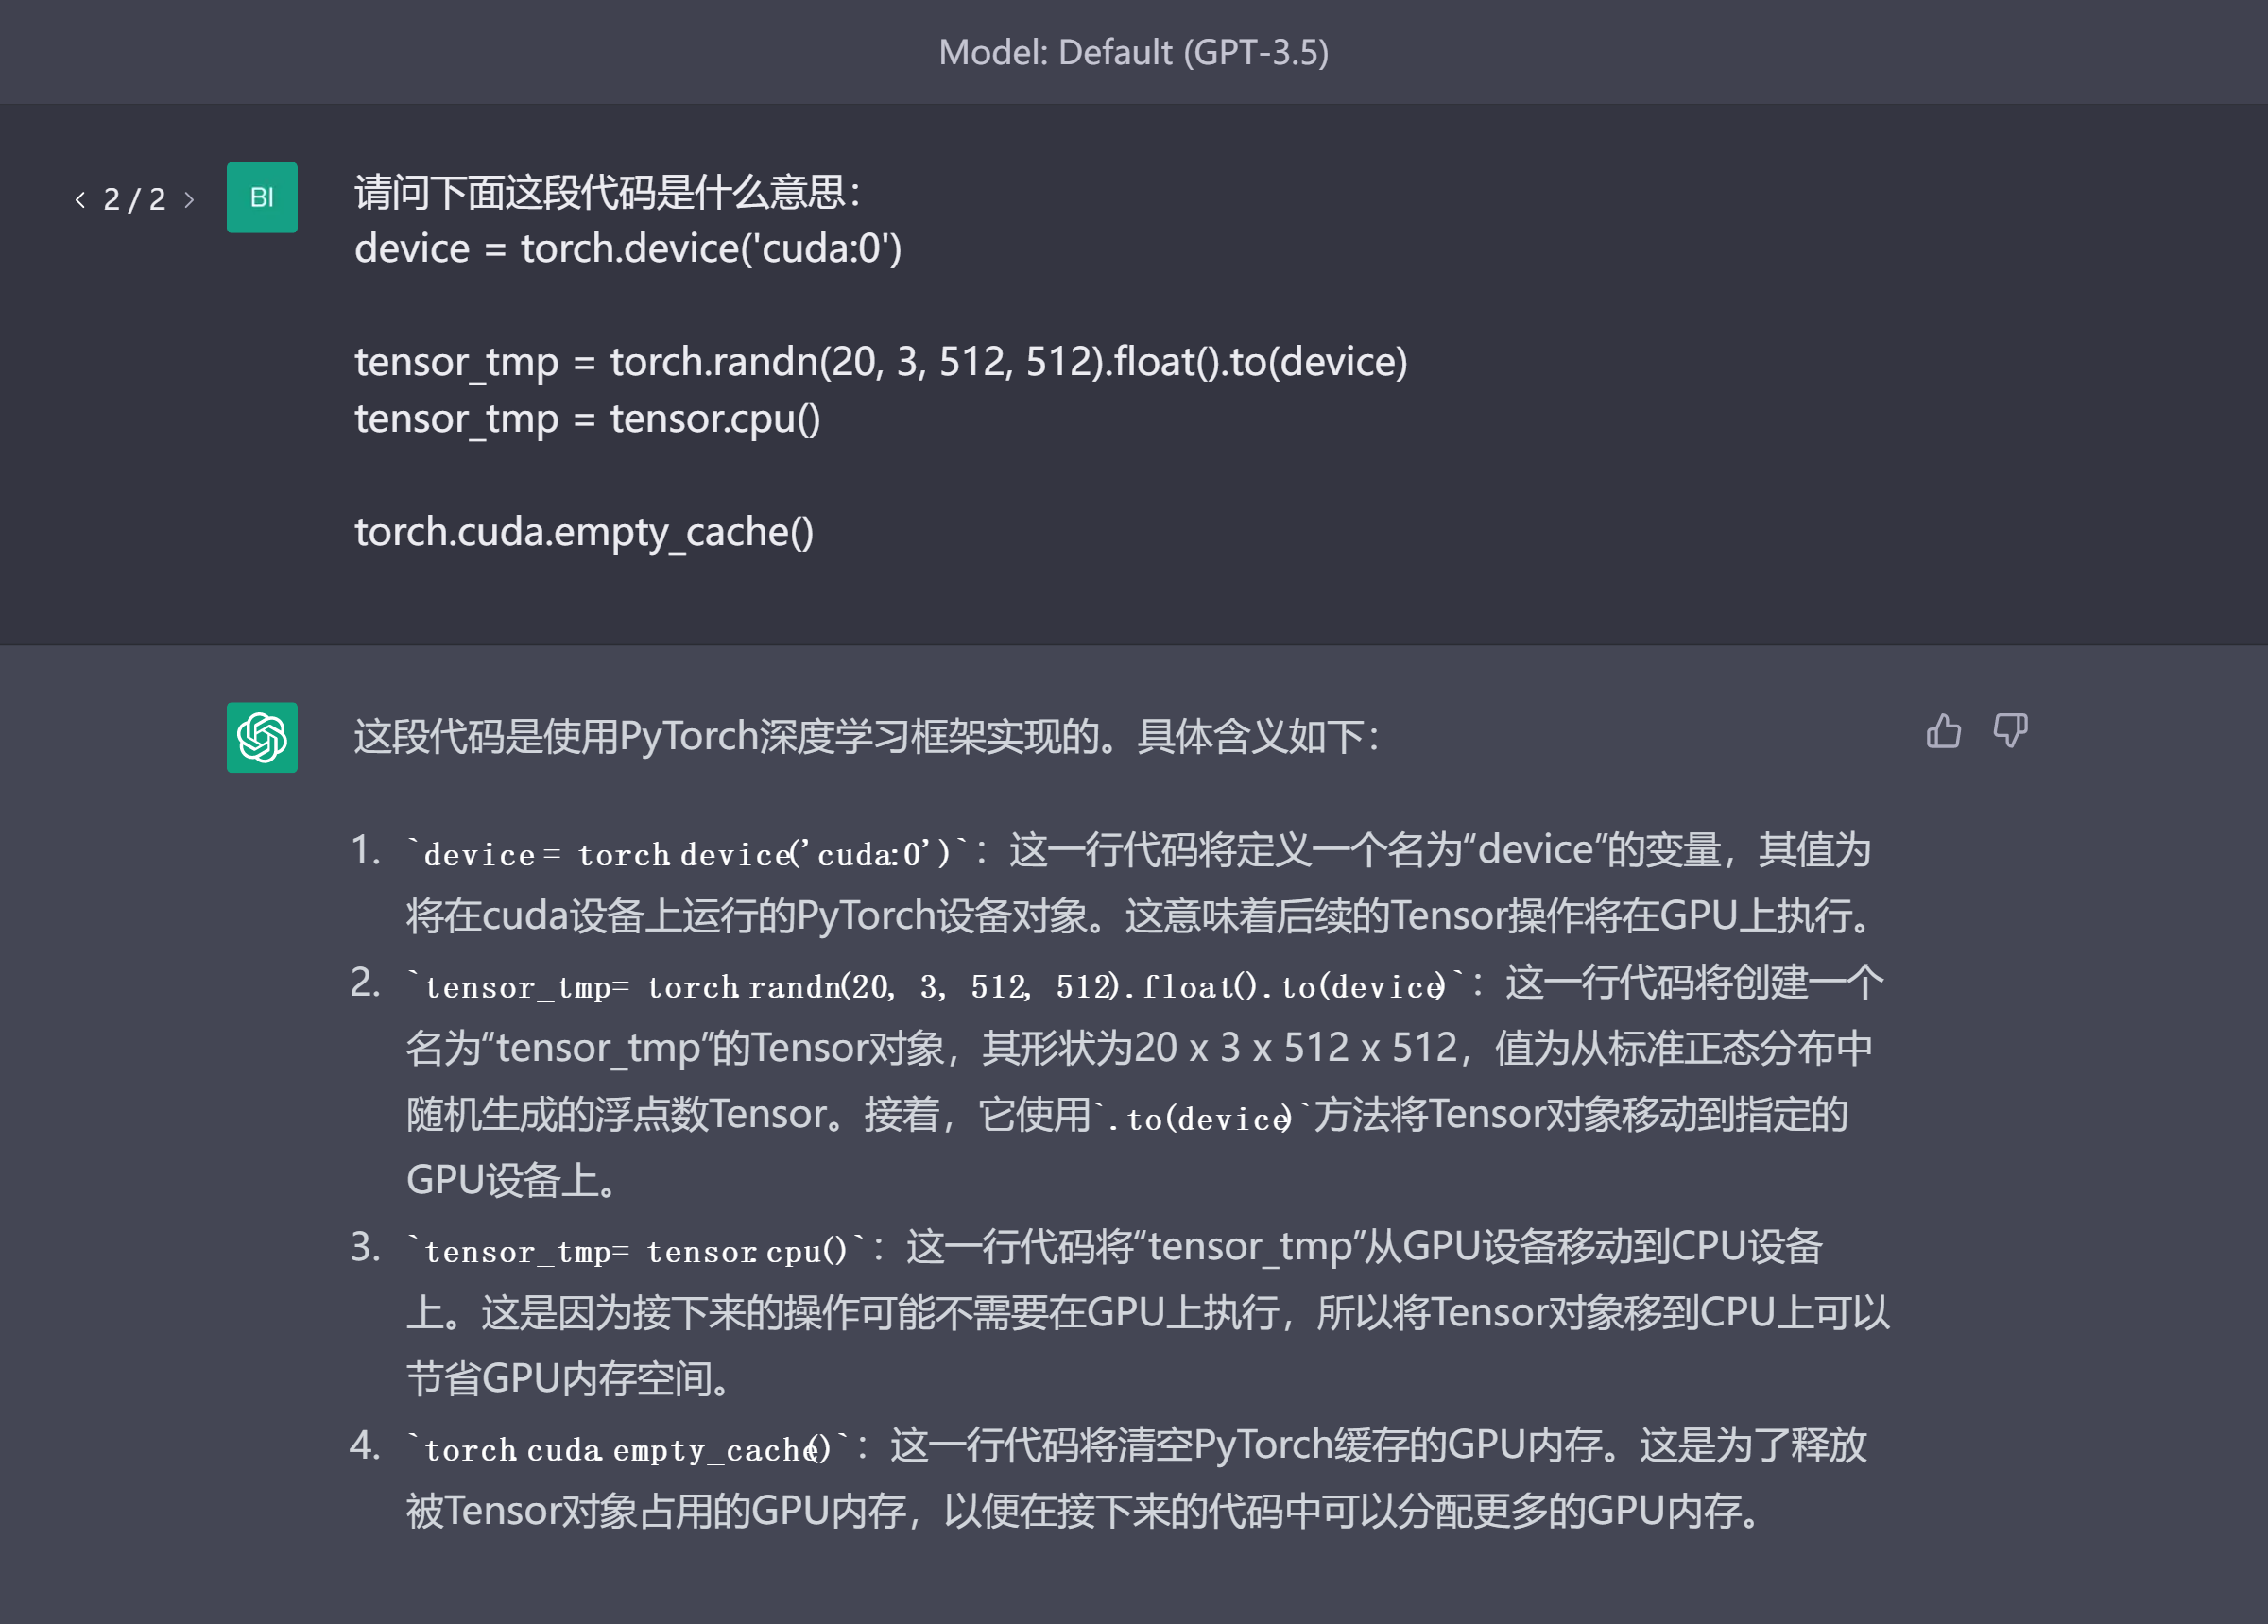 Model: Default (GPT-3.5)
< 2 / 2 >
BI
请问下面这段代码是什么意思：
device = torch.device('cuda:0')
tensor_tmp = torch.randn(20, 3, 512, 512).float().to(device)
tensor_tmp = tensor.cpu()
torch.cuda.empty_cache()
这段代码是使用PyTorch深度学习框架实现的。具体含义如下：
1. `device = torch.device('cuda:0')`：这一行代码将定义一个名为“device”的变量，其值为
将在cuda设备上运行的PyTorch设备对象。这意味着后续的Tensor操作将在GPU上执行。
2. `tensor_tmp = torch.randn(20, 3, 512, 512).float().to(device)`：这一行代码将创建一个
名为“tensor_tmp”的Tensor对象，其形状为20 x 3 x 512 x 512，值为从标准正态分布中
随机生成的浮点数Tensor。接着，它使用`.to(device)`方法将Tensor对象移动到指定的
GPU设备上。
3. `tensor_tmp = tensor.cpu()`：这一行代码将“tensor_tmp”从GPU设备移动到CPU设备
上。这是因为接下来的操作可能不需要在GPU上执行，所以将Tensor对象移到CPU上可以
节省GPU内存空间。
4. `torch.cuda.empty_cache()`：这一行代码将清空PyTorch缓存的GPU内存。这是为了释放
被Tensor对象占用的GPU内存，以便在接下来的代码中可以分配更多的GPU内存。